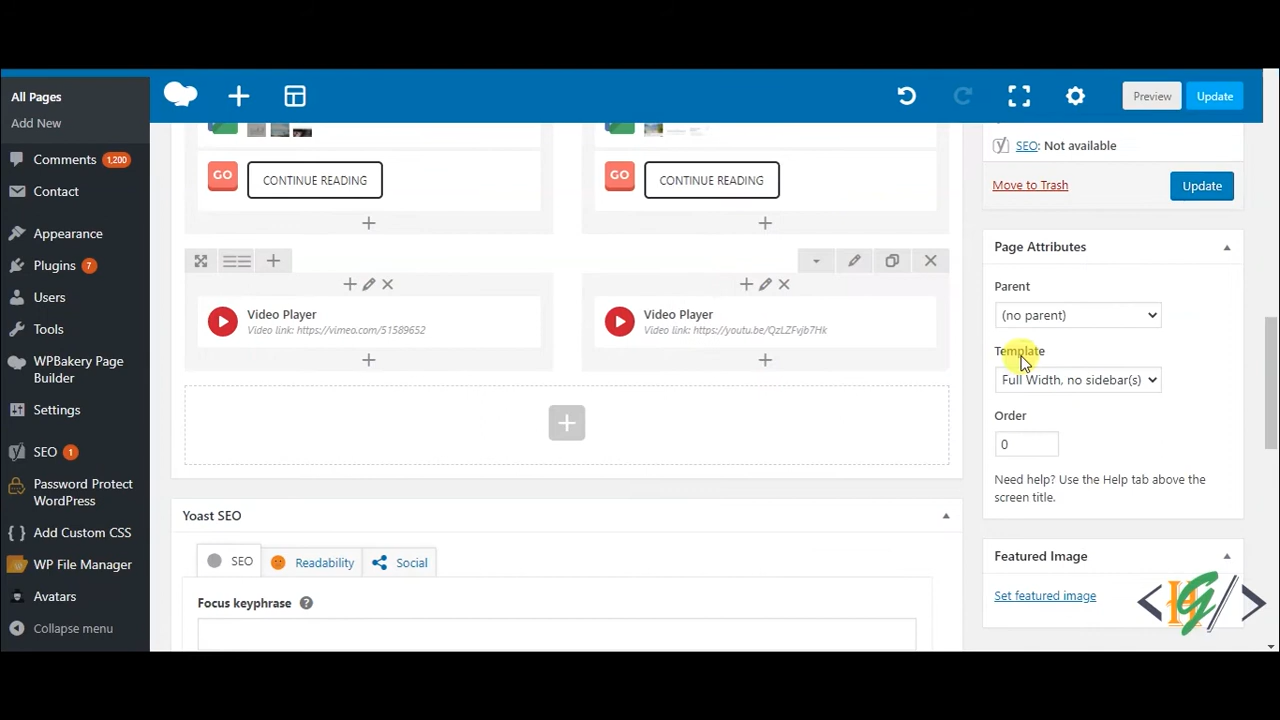 All Pages
Add New
Comments 1,200
Contact
Appearance
Plugins 7
Users
Tools
WPBakery Page
Builder
Settings
SEO 1
Password Protect
WordPress
Add Custom CSS
WP File Manager
Avatars
Collapse menu
Preview
Update
GO
CONTINUE READING
GO
CONTINUE READING
Video Player
Video link: https://vimeo.com/51589652
Video Player
Video link: https://youtu.be/QzLZFvjb7Hk
Yoast SEO
SEO
Readability
Social
Focus keyphrase
SEO: Not available
Move to Trash
Update
Page Attributes
Parent
(no parent)
Template
Full Width, no sidebar(s)
Order
0
Need help? Use the Help tab above the
screen title.
Featured Image
Set featured image
<HG/>